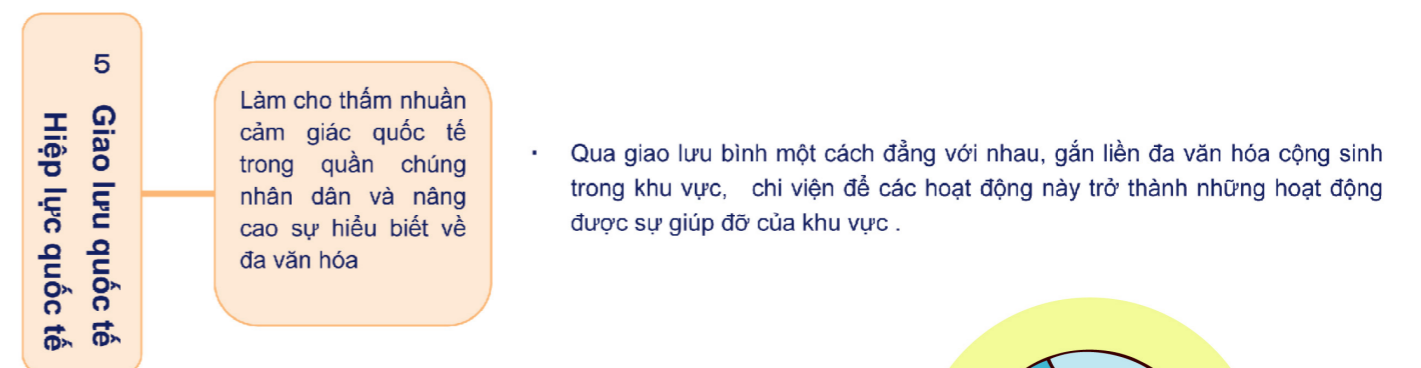 5 Giao lưu quốc tế
Hiệp lực quốc tế
Làm cho thấm nhuần
cảm giác quốc tế
trong quần chúng
nhân dân và nâng
cao sự hiểu biết về
đa văn hóa
· Qua giao lưu bình một cách đẳng với nhau, gắn liền đa văn hóa cộng sinh
trong khu vực, chi viện để các hoạt động này trở thành những hoạt động
được sự giúp đỡ của khu vực .